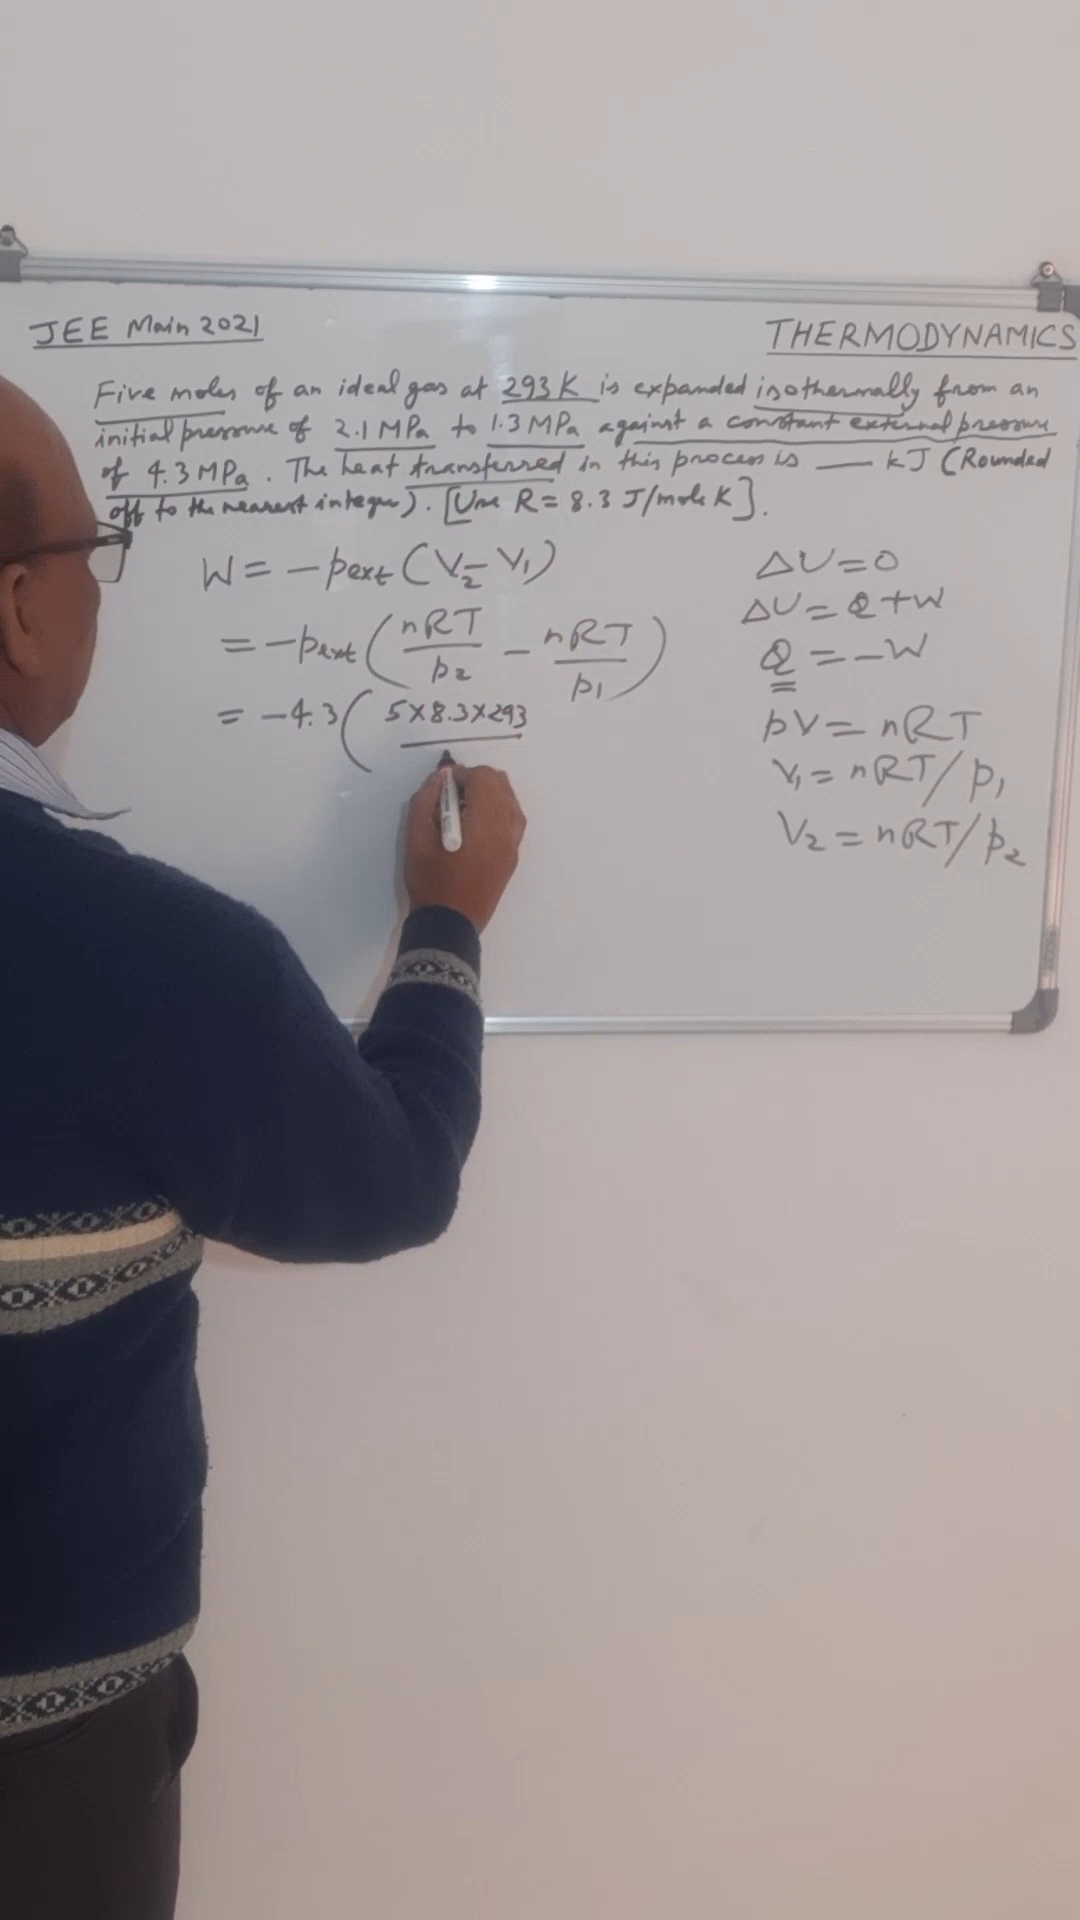 JEE Main 2021
THERMODYNAMICS
Five moles of an ideal gas at 293 K is expanded isothermally from an
initial pressure of 2.1 MPa to 1.3 MPa against a constant external pressure
of 4.3 MPa. The heat transferred in this process is ___ kJ (Rounded
off to the nearest integer). [Use R = 8.3 J/mole K].
W = - pext (V2 - V1)
= - pext (nRT/p2 - nRT/p1)
= - 4.3 ( 5 × 8.3 × 293
ΔU = 0
ΔU = Q + W
Q = - W
pV = nRT
V1 = nRT / p1
V2 = nRT / p2